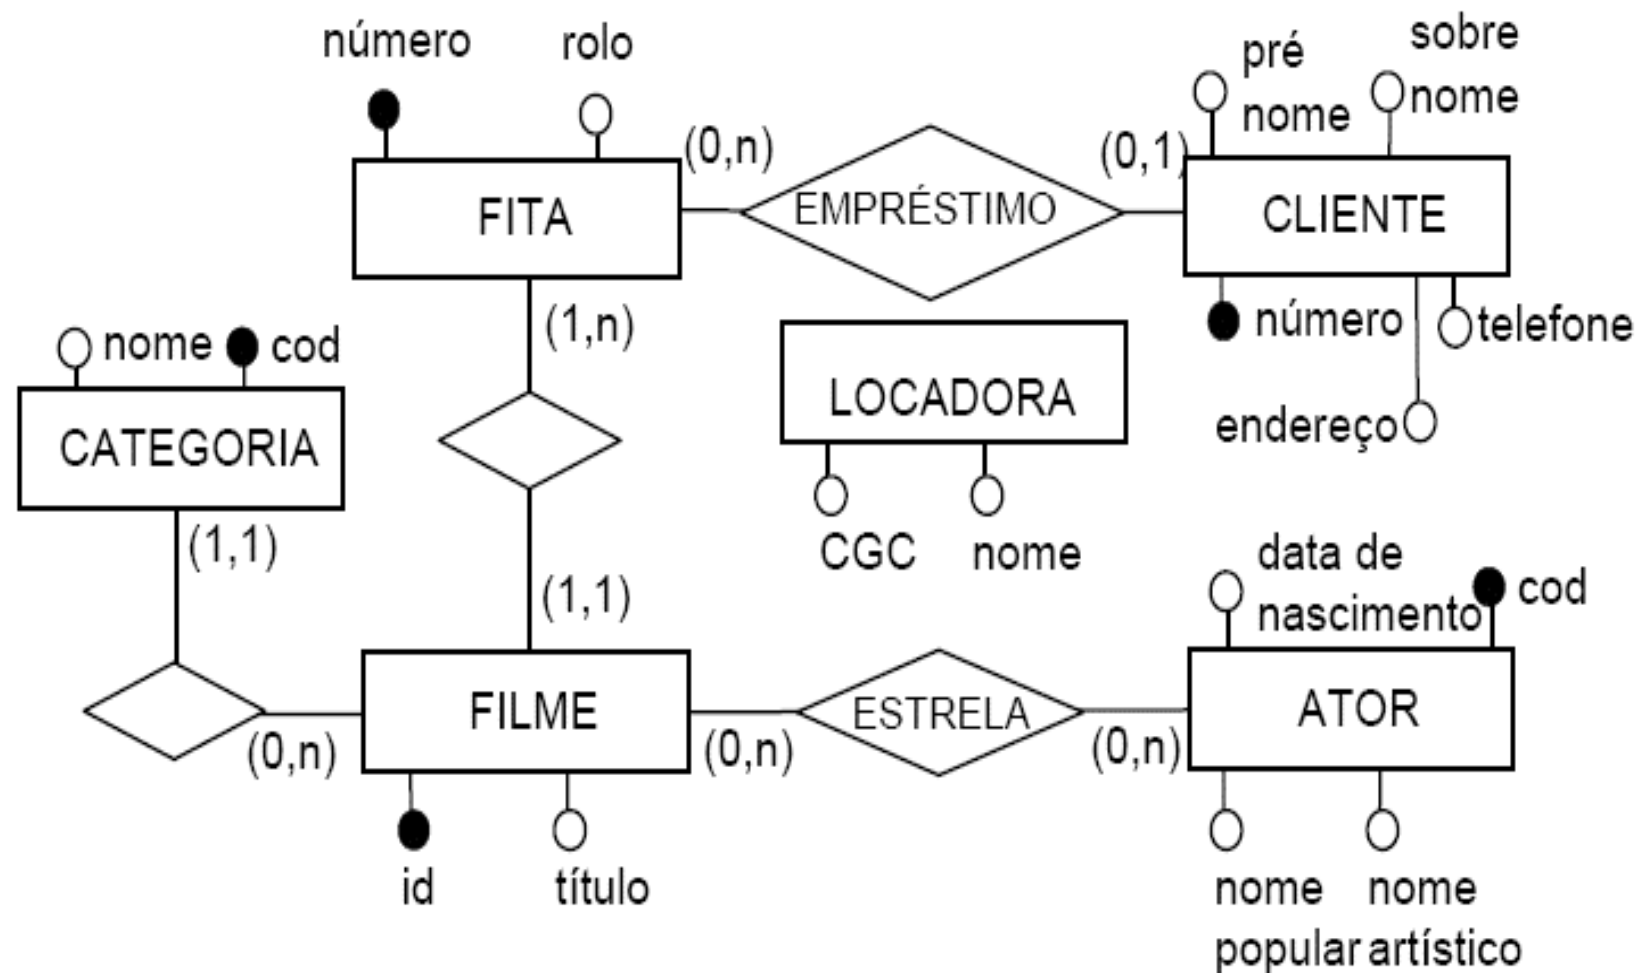 número
rolo
pré
nome
sobre
nome
(0,n)
(0,1)
FITA
EMPRÉSTIMO
CLIENTE
(1,n)
número
telefone
nome
cod
LOCADORA
endereço
CATEGORIA
CGC
nome
(1,1)
(1,1)
data de
nascimento
cod
FILME
ESTRELA
ATOR
(0,n)
(0,n)
(0,n)
id
título
nome
popular
nome
artístico